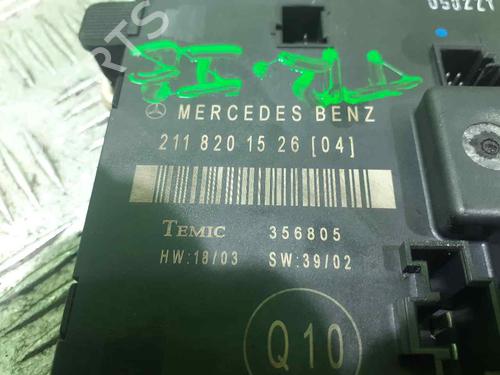 MERCEDES BENZ
211 820 15 26 [04]
TEMIC 356805
HW:18/03 SW:39/02
Q10